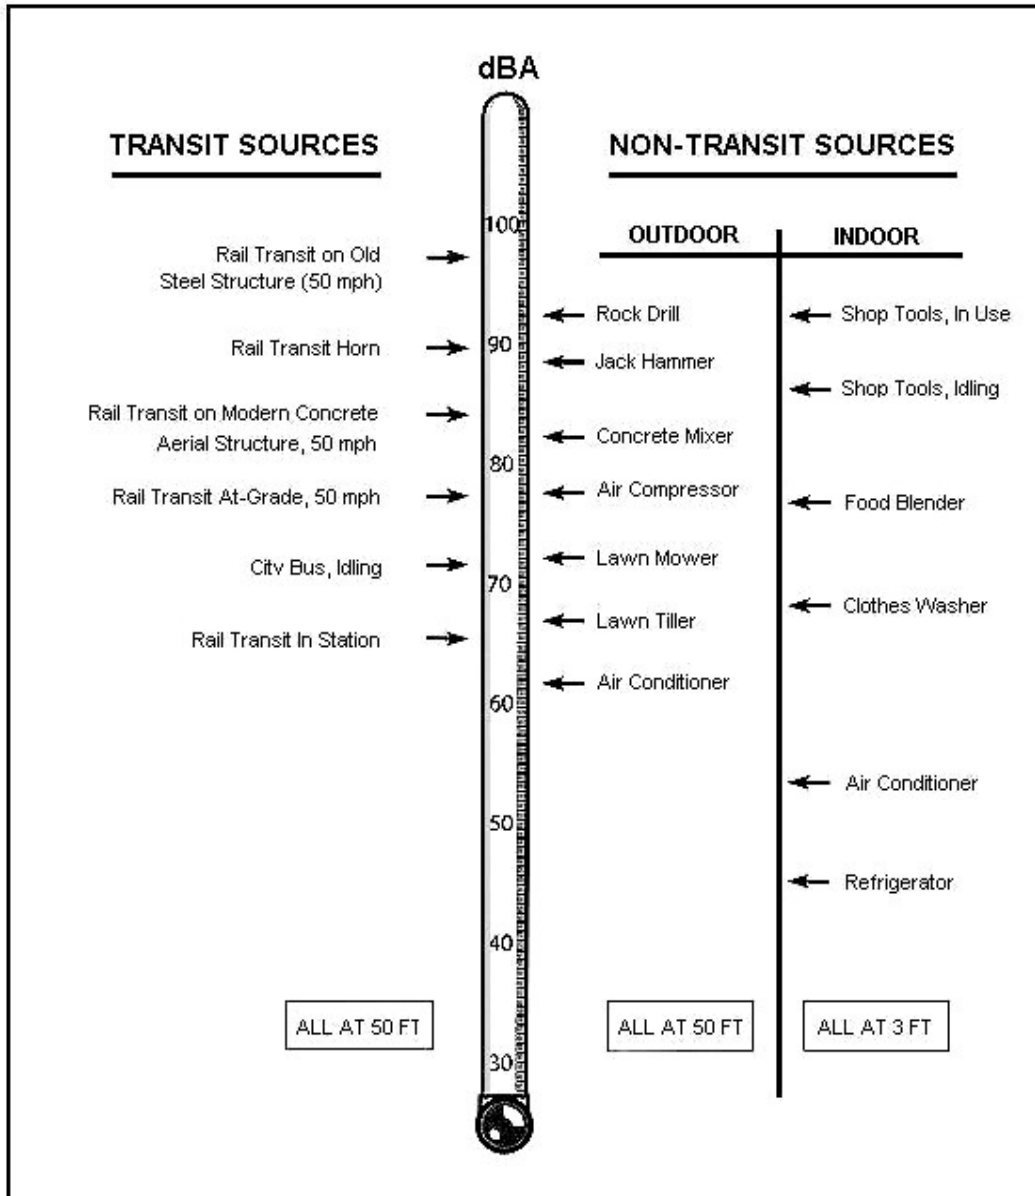 dBA
TRANSIT SOURCES
Rail Transit on Old
Steel Structure (50 mph)
Rail Transit Horn
Rail Transit on Modern Concrete
Aerial Structure, 50 mph
Rail Transit At-Grade, 50 mph
Citv Bus, Idling
Rail Transit In Station
ALL AT 50 FT
100
90
80
70
60
50
40
30
NON-TRANSIT SOURCES
OUTDOOR
Rock Drill
Jack Hammer
Concrete Mixer
Air Compressor
Lawn Mower
Lawn Tiller
Air Conditioner
ALL AT 50 FT
INDOOR
Shop Tools, In Use
Shop Tools, Idling
Food Blender
Clothes Washer
Air Conditioner
Refrigerator
ALL AT 3 FT